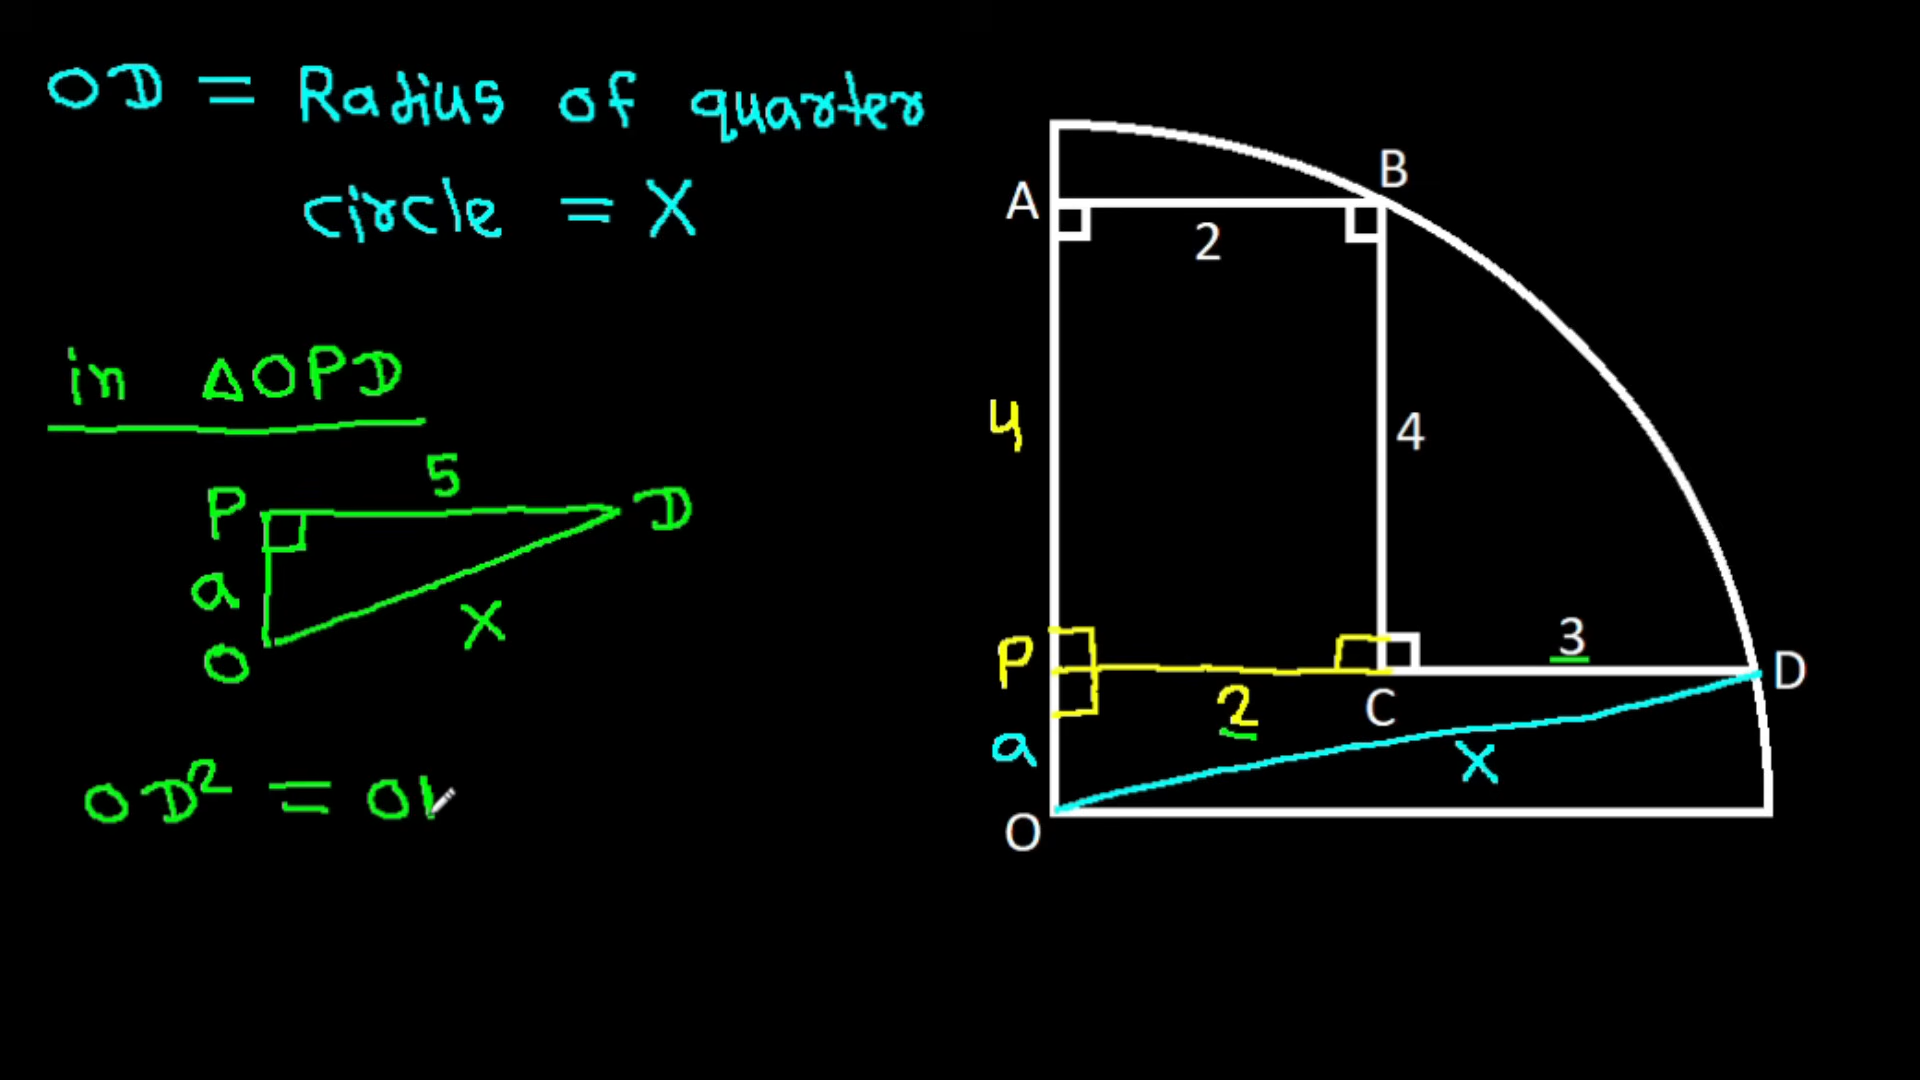 OD = Radius of quarter
circle = X
in ΔOPD
5
P
D
a
X
O
OD² = O
B
A
2
4
4
P
3
D
2
C
a
X
O